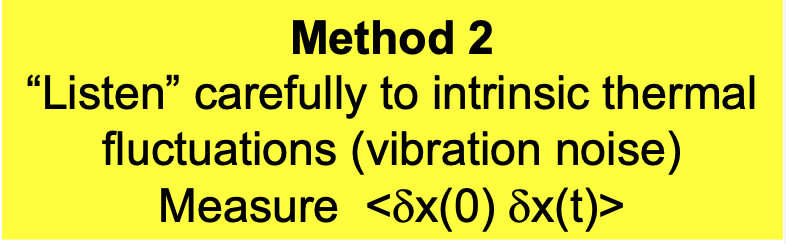 Method 2
“Listen” carefully to intrinsic thermal
fluctuations (vibration noise)
Measure <δx(0) δx(t)>